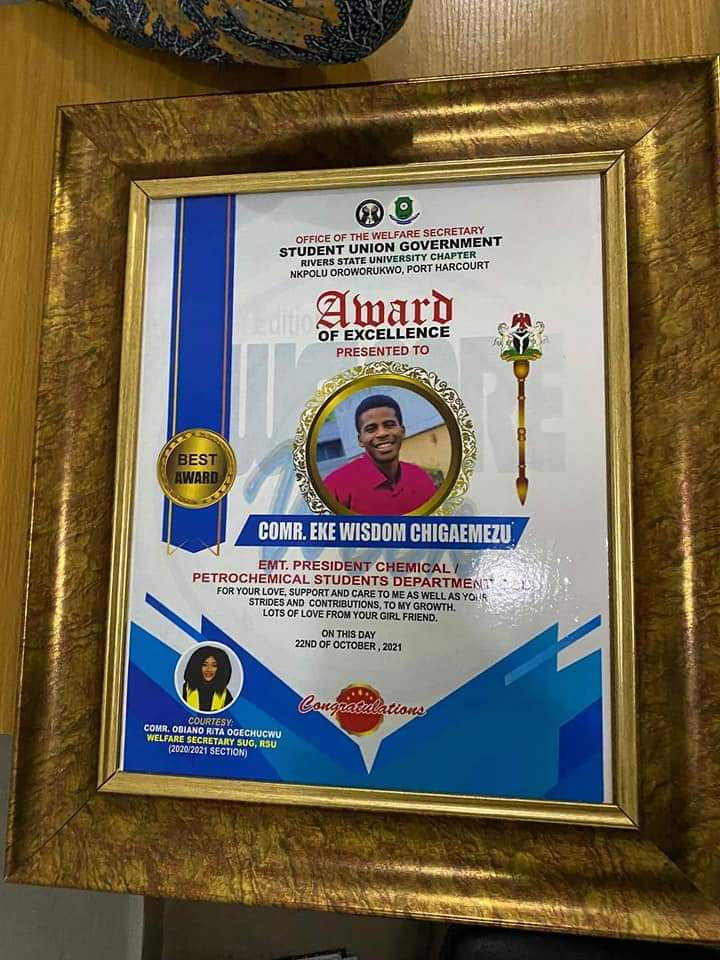 OFFICE OF THE WELFARE SECRETARY
STUDENT UNION GOVERNMENT
RIVERS STATE UNIVERSITY CHAPTER
NKPOLU OROWORUKWO, PORT HARCOURT
Edition
Award
OF EXCELLENCE
PRESENTED TO
BEST
AWARD
COMR. EKE WISDOM CHIGAEMEZU
EMT. PRESIDENT CHEMICAL /
PETROCHEMICAL STUDENTS DEPARTMENT
FOR YOUR LOVE, SUPPORT AND CARE TO ME AS WELL AS YOUR
STRIDES AND CONTRIBUTIONS, TO MY GROWTH.
LOTS OF LOVE FROM YOUR GIRL FRIEND.
ON THIS DAY
22ND OF OCTOBER , 2021
Congratulations
COURTESY:
COMR. OBIANO RITA OGECHUCWU
WELFARE SECRETARY SUG, RSU
(2020/2021 SECTION)